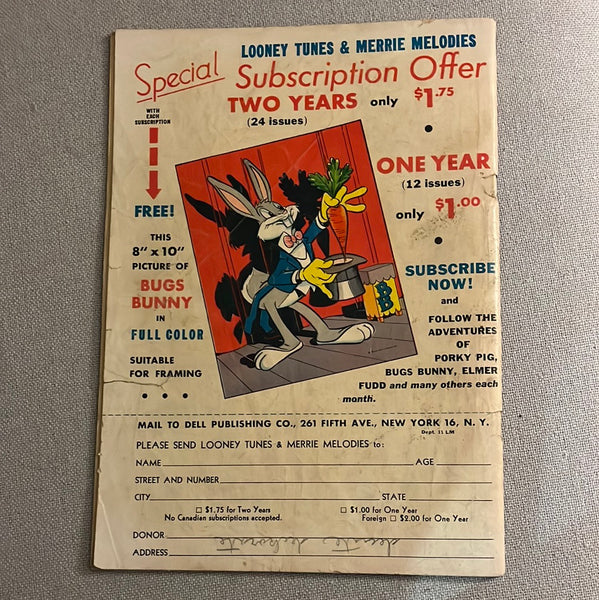 LOONEY TUNES & MERRIE MELODIES
Special Subscription Offer
TWO YEARS only $1.75
(24 issues)
WITH
EACH
SUBSCRIPTION
FREE!
THIS
8" x 10"
PICTURE OF
BUGS
BUNNY
IN
FULL COLOR
SUITABLE
FOR FRAMING
ONE YEAR
(12 issues)
only $1.00
SUBSCRIBE
NOW!
and
FOLLOW THE
ADVENTURES
OF
PORKY PIG,
BUGS BUNNY, ELMER
FUDD and many others each
month.
BB
MAIL TO DELL PUBLISHING CO., 261 FIFTH AVE., NEW YORK 16, N. Y.
Dept. 11 LM
PLEASE SEND LOONEY TUNES & MERRIE MELODIES to:
NAME AGE
STREET AND NUMBER
CITY STATE
□ $1.75 for Two Years □ $1.00 for One Year
No Canadian subscriptions accepted. Foreign □ $2.00 for One Year
DONOR
ADDRESS